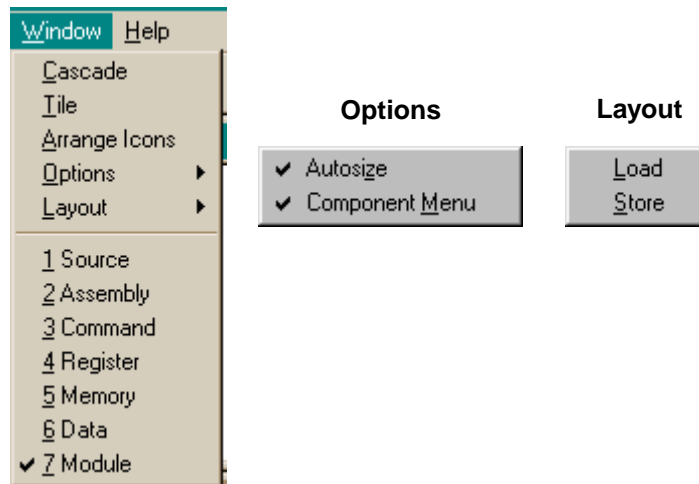 Window Help
Cascade
Tile
Arrange Icons
Options
Layout
1 Source
2 Assembly
3 Command
4 Register
5 Memory
6 Data
7 Module
Options
Autosize
Component Menu
Layout
Load
Store